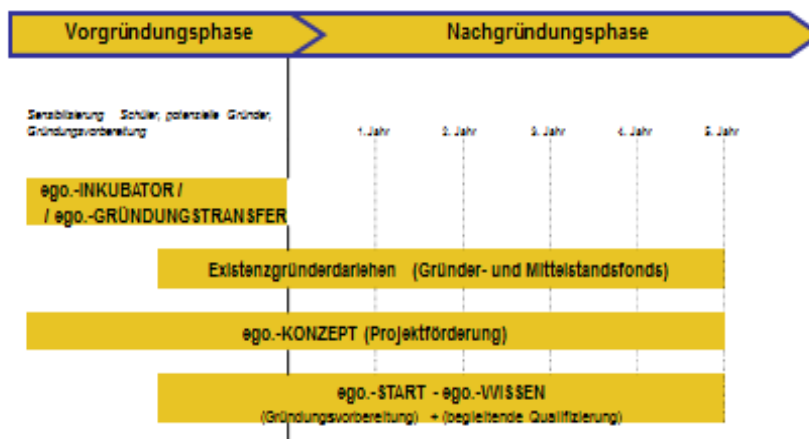 Vorgründungsphase
Nachgründungsphase
Sensibilisierung Schüler, potenzielle Gründer,
Gründungsvorbereitung
1. Jahr
2. Jahr
3. Jahr
4. Jahr
5. Jahr
ego.-INKUBATOR /
/ ego.-GRÜNDUNGSTRANSFER
Existenzgründerdarlehen (Gründer- und Mittelstandsfonds)
ego.-KONZEPT (Projektförderung)
ego.-START - ego.-WISSEN
(Gründungsvorbereitung) + (begleitende Qualifizierung)